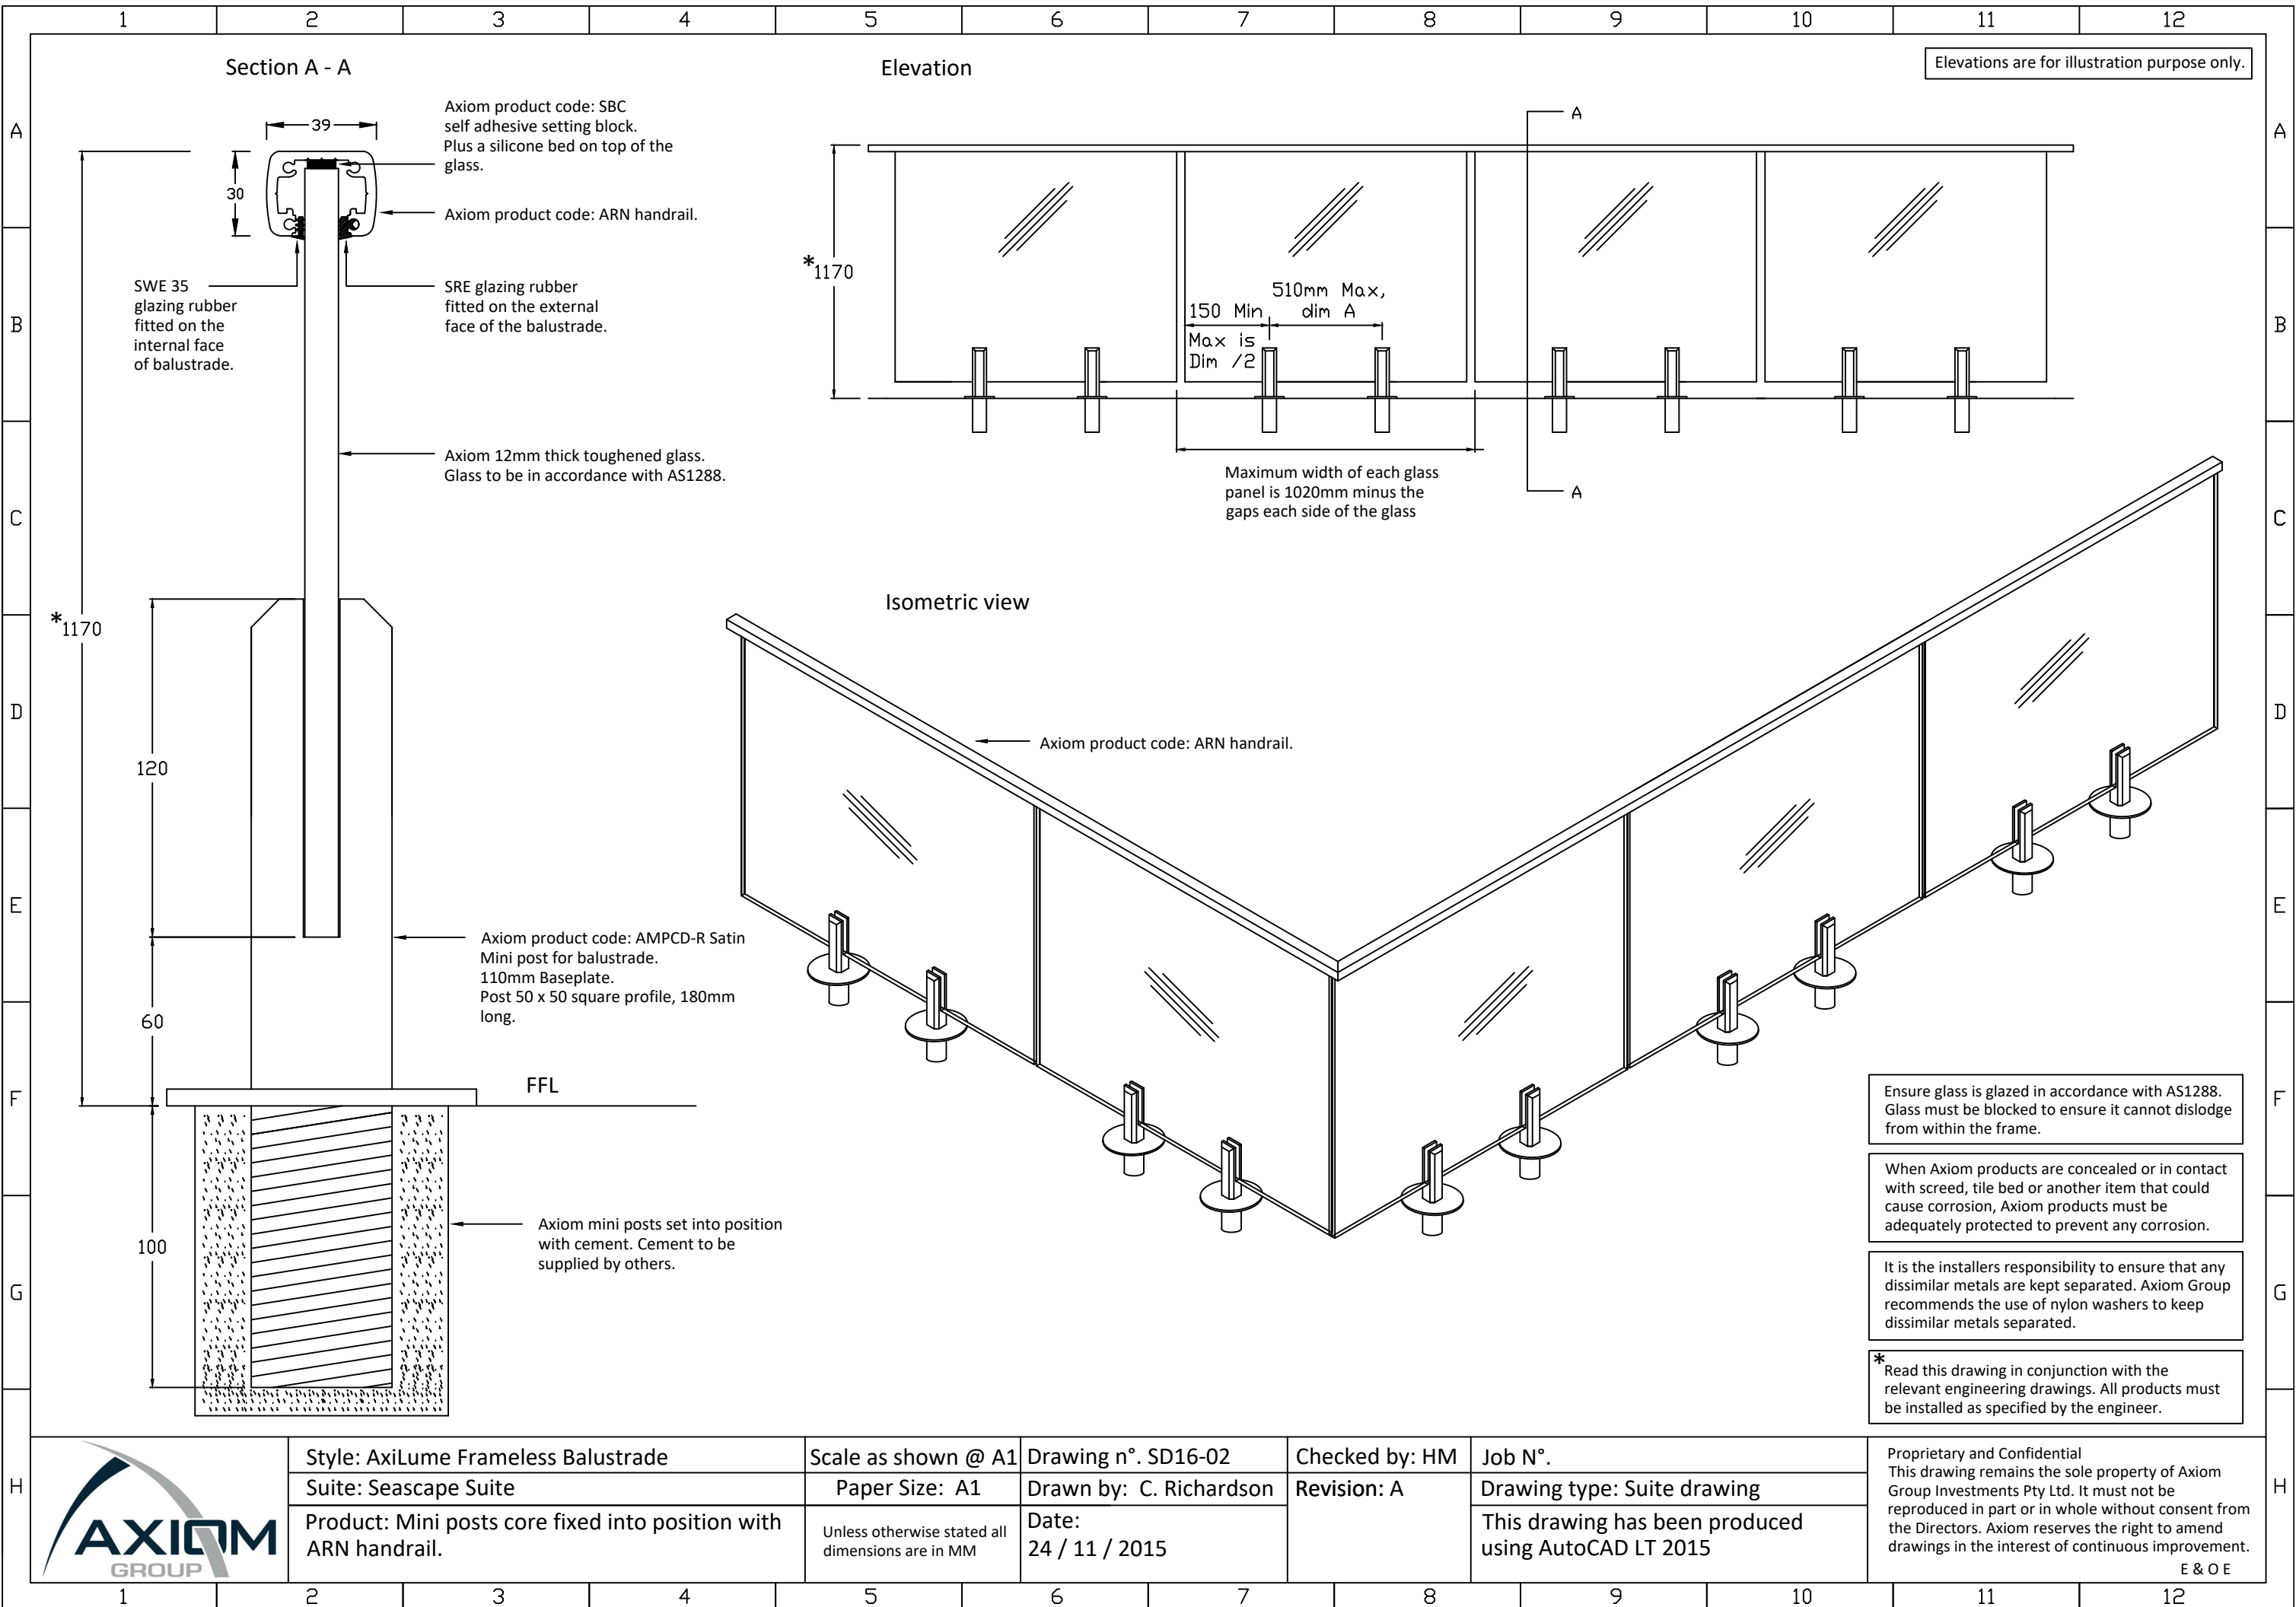 1 2 3 4 5 6 7 8 9 10 11 12
Section A - A
Elevation
Elevations are for illustration purpose only.
A
B
C
D
E
F
G
H
39
30
Axiom product code: SBC
self adhesive setting block.
Plus a silicone bed on top of the
glass.
Axiom product code: ARN handrail.
SWE 35
glazing rubber
fitted on the
internal face
of balustrade.
SRE glazing rubber
fitted on the external
face of the balustrade.
Axiom 12mm thick toughened glass.
Glass to be in accordance with AS1288.
*1170
120
60
100
Axiom product code: AMPCD-R Satin
Mini post for balustrade.
110mm Baseplate.
Post 50 x 50 square profile, 180mm
long.
FFL
Axiom mini posts set into position
with cement. Cement to be
supplied by others.
A
*1170
150 Min
Max is
Dim /2
510mm Max,
dim A
Maximum width of each glass
panel is 1020mm minus the
gaps each side of the glass
A
Isometric view
Axiom product code: ARN handrail.
A
B
C
D
E
F
G
H
Ensure glass is glazed in accordance with AS1288.
Glass must be blocked to ensure it cannot dislodge
from within the frame.
When Axiom products are concealed or in contact
with screed, tile bed or another item that could
cause corrosion, Axiom products must be
adequately protected to prevent any corrosion.
It is the installers responsibility to ensure that any
dissimilar metals are kept separated. Axiom Group
recommends the use of nylon washers to keep
dissimilar metals separated.
*
Read this drawing in conjunction with the
relevant engineering drawings. All products must
be installed as specified by the engineer.
AXIOM
GROUP
Style: AxiLume Frameless Balustrade
Suite: Seascape Suite
Product: Mini posts core fixed into position with
ARN handrail.
Scale as shown @ A1
Paper Size: A1
Unless otherwise stated all
dimensions are in MM
Drawing n°. SD16-02
Drawn by: C. Richardson
Date:
24 / 11 / 2015
Checked by: HM
Revision: A
Job N°.
Drawing type: Suite drawing
This drawing has been produced
using AutoCAD LT 2015
Proprietary and Confidential
This drawing remains the sole property of Axiom
Group Investments Pty Ltd. It must not be
reproduced in part or in whole without consent from
the Directors. Axiom reserves the right to amend
drawings in the interest of continuous improvement.
E & O E
1 2 3 4 5 6 7 8 9 10 11 12